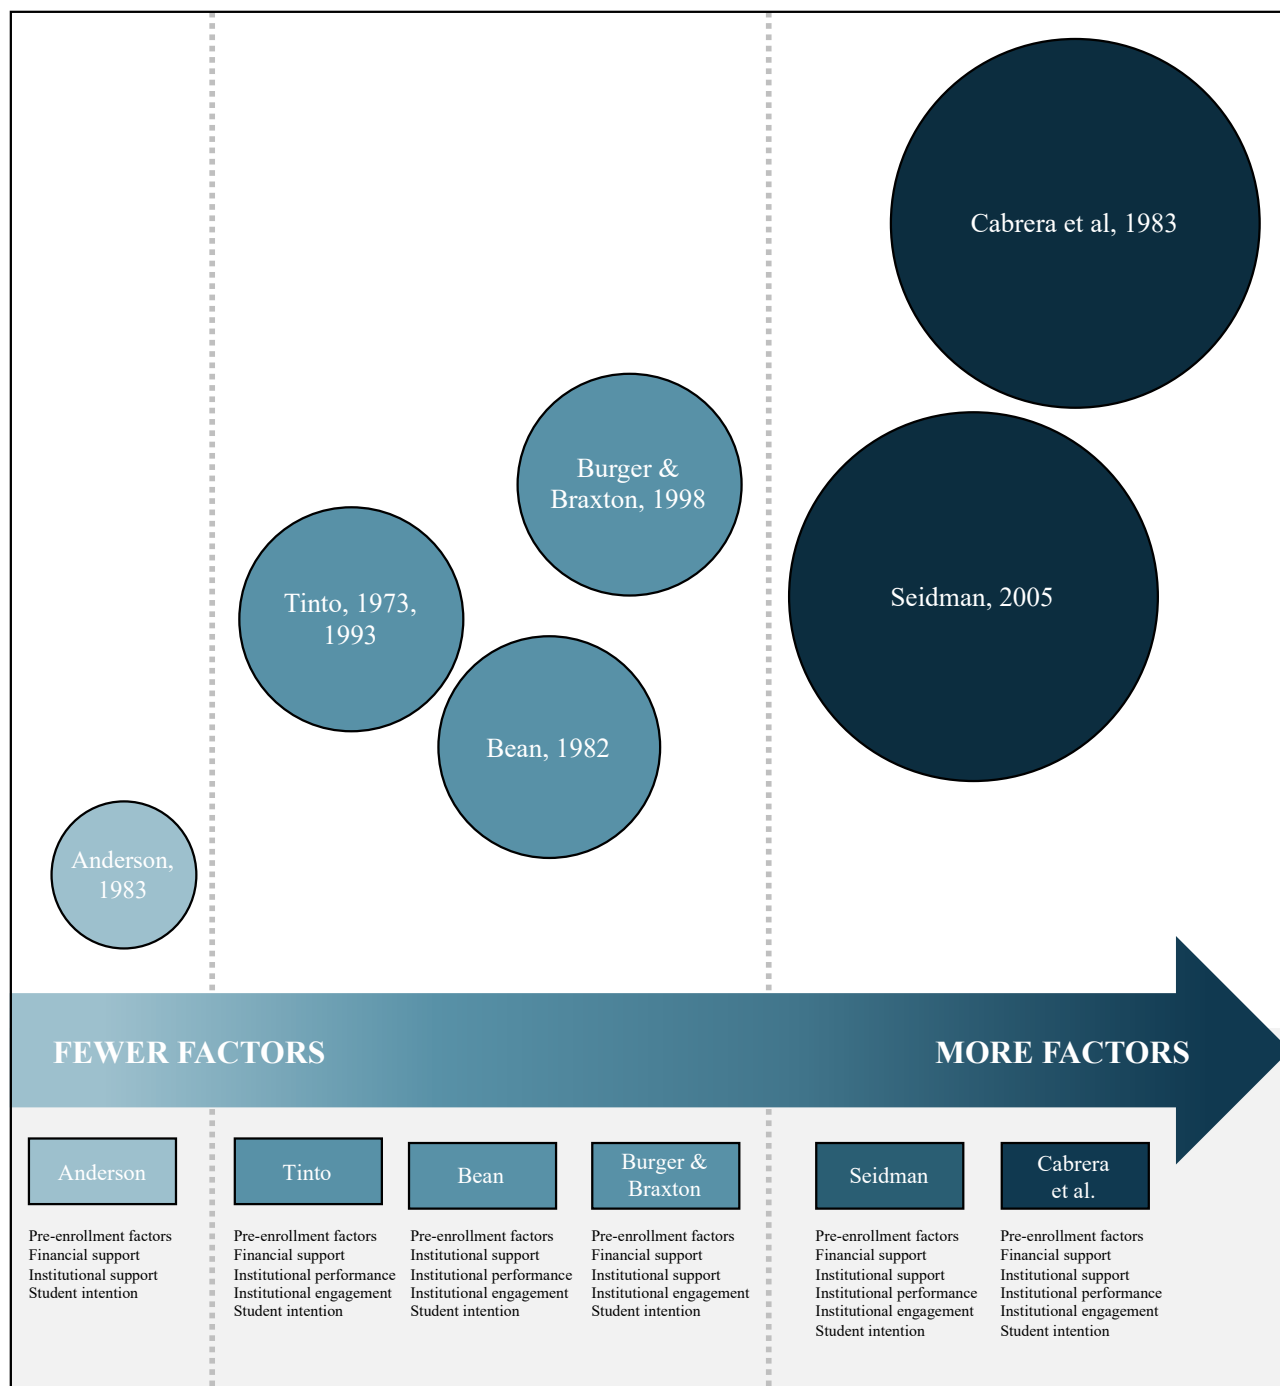 Cabrera et al, 1983
Burger &
Braxton, 1998
Tinto, 1973,
1993
Seidman, 2005
Bean, 1982
Anderson,
1983
FEWER FACTORS
MORE FACTORS
Anderson
Pre-enrollment factors
Financial support
Institutional support
Student intention
Tinto
Pre-enrollment factors
Financial support
Institutional performance
Institutional engagement
Student intention
Bean
Pre-enrollment factors
Institutional support
Institutional performance
Institutional engagement
Student intention
Burger &
Braxton
Pre-enrollment factors
Financial support
Institutional support
Institutional engagement
Student intention
Seidman
Pre-enrollment factors
Financial support
Institutional support
Institutional performance
Institutional engagement
Student intention
Cabrera
et al.
Pre-enrollment factors
Financial support
Institutional support
Institutional performance
Institutional engagement
Student intention